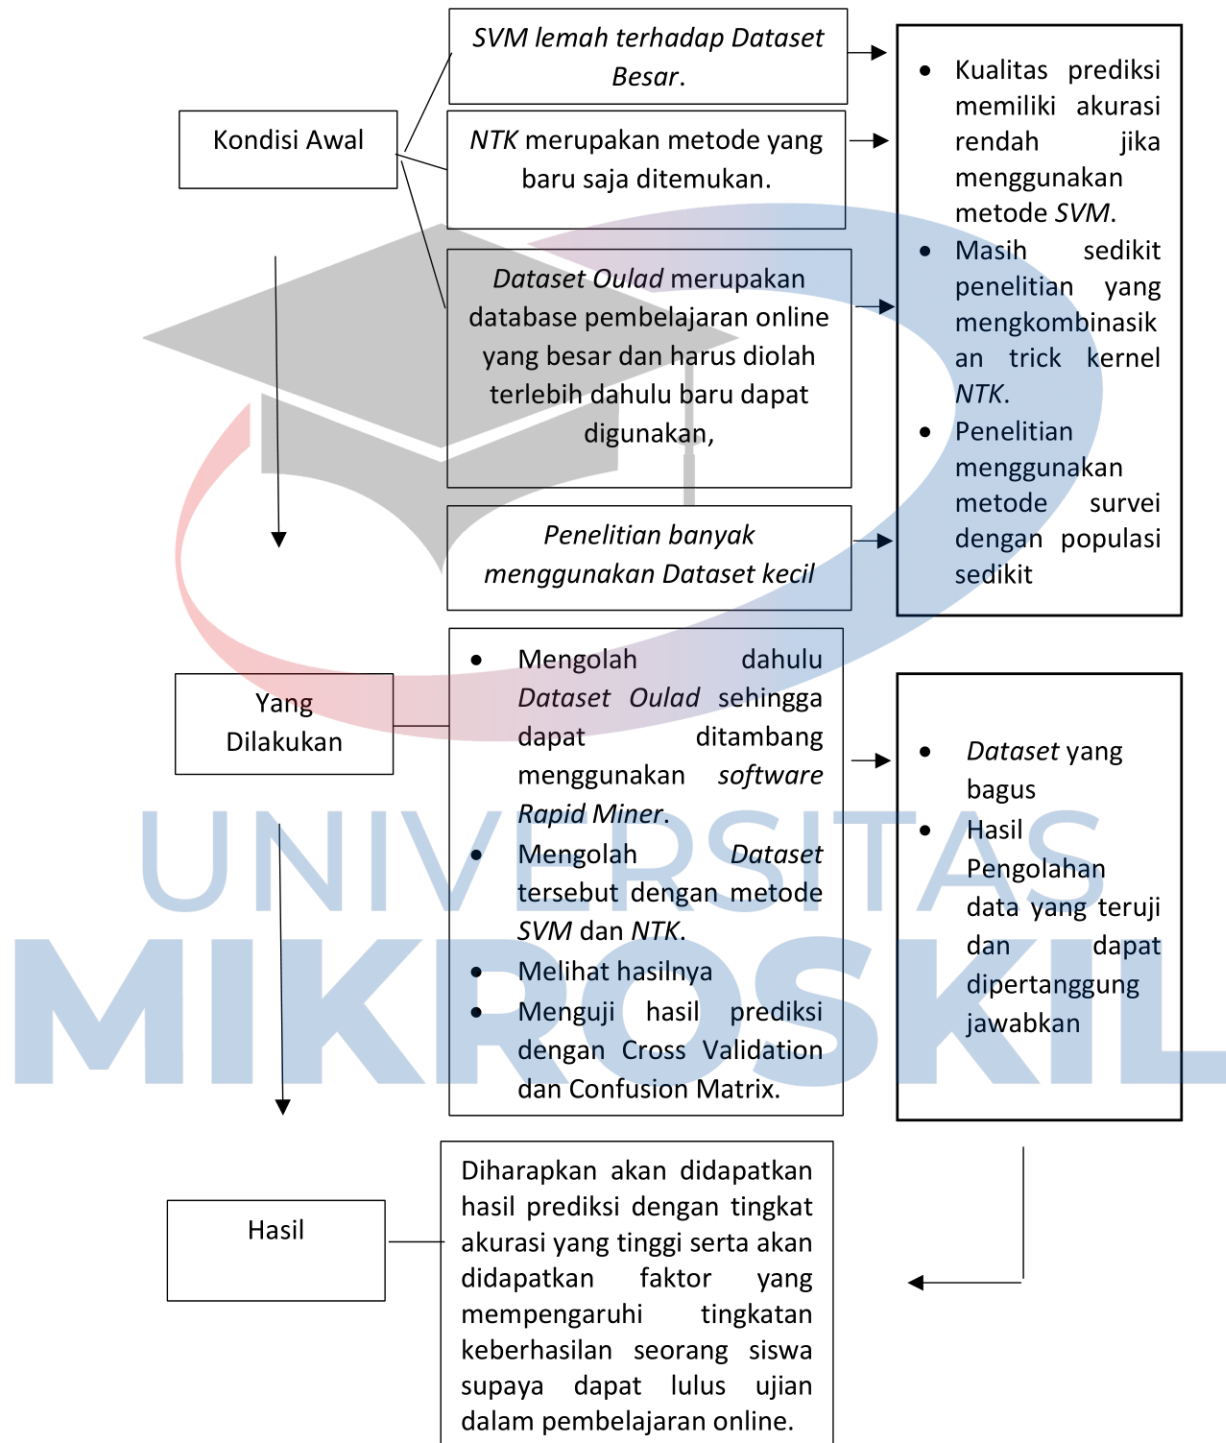 SVM lemah terhadap Dataset
Besar.
Kondisi Awal
NTK merupakan metode yang
baru saja ditemukan.
Dataset Oulad merupakan
database pembelajaran online
yang besar dan harus diolah
terlebih dahulu baru dapat
digunakan,
Penelitian banyak
menggunakan Dataset kecil
• Kualitas prediksi
memiliki akurasi
rendah jika
menggunakan
metode SVM.
• Masih sedikit
penelitian yang
mengkombinasik
an trick kernel
NTK.
• Penelitian
menggunakan
metode survei
dengan populasi
sedikit
Yang
Dilakukan
• Mengolah dahulu
Dataset Oulad sehingga
dapat ditambang
menggunakan software
Rapid Miner.
• Mengolah Dataset
tersebut dengan metode
SVM dan NTK.
• Melihat hasilnya
• Menguji hasil prediksi
dengan Cross Validation
dan Confusion Matrix.
• Dataset yang
bagus
• Hasil
Pengolahan
data yang teruji
dan dapat
dipertanggung
jawabkan
UNIVERSITAS
MIKROSKIL
Hasil
Diharapkan akan didapatkan
hasil prediksi dengan tingkat
akurasi yang tinggi serta akan
didapatkan faktor yang
mempengaruhi tingkatan
keberhasilan seorang siswa
supaya dapat lulus ujian
dalam pembelajaran online.